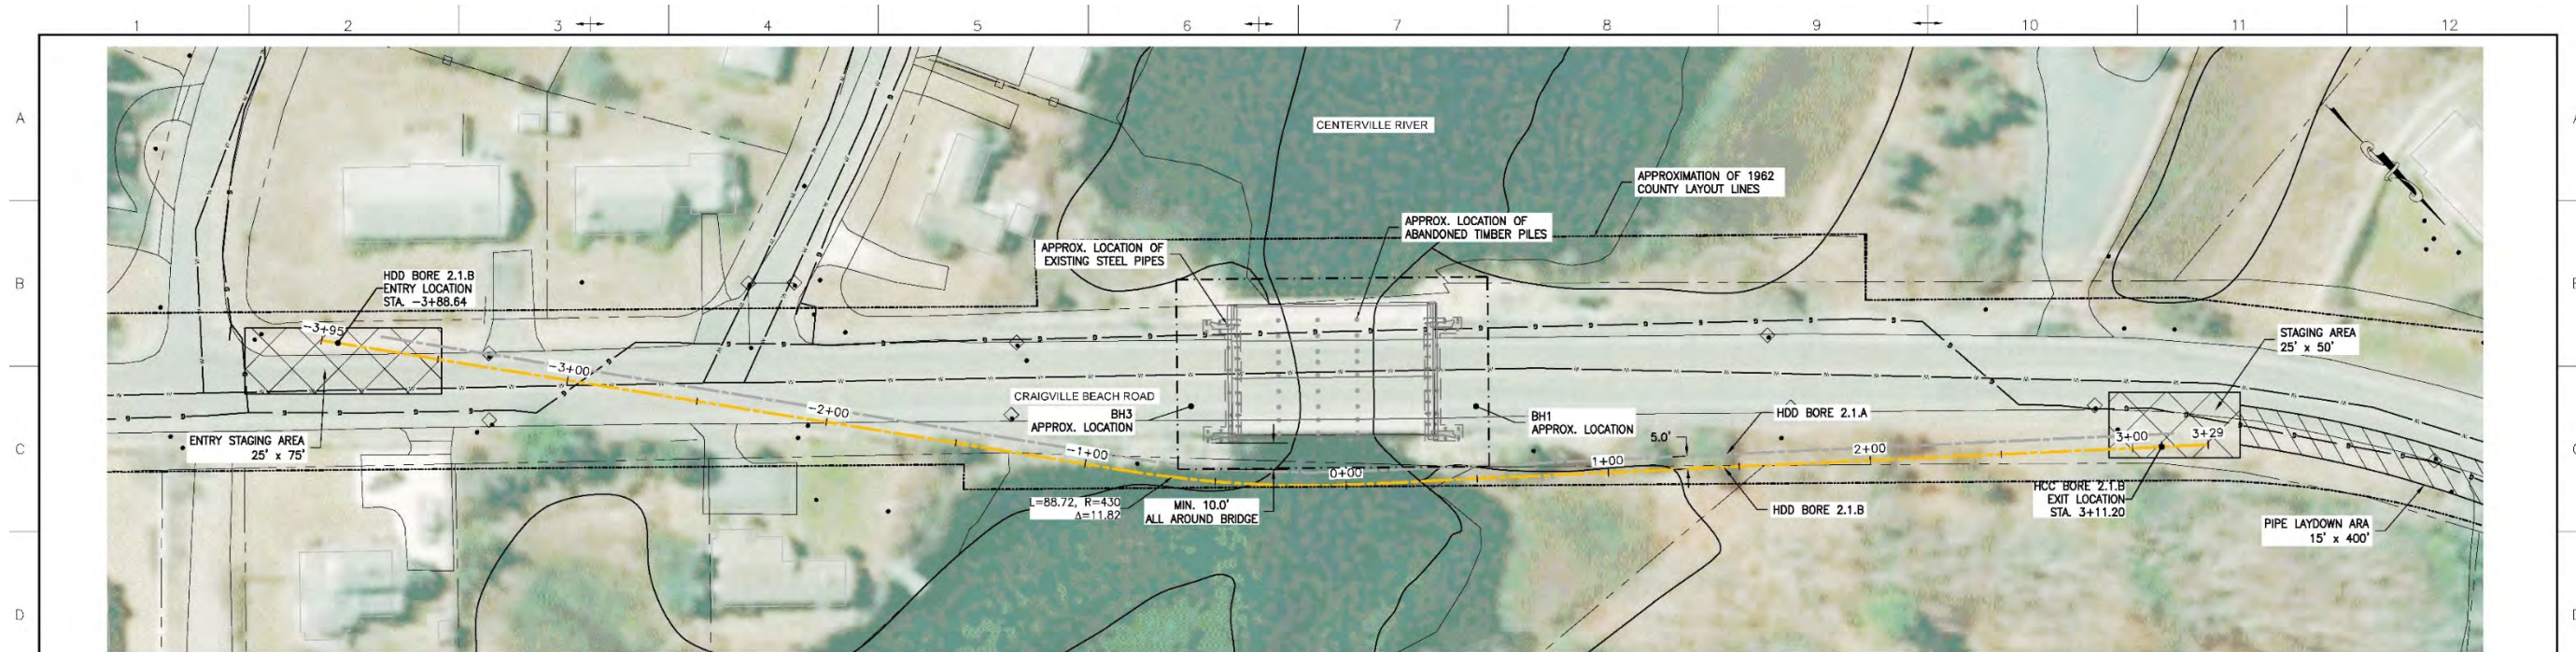 1 2 3 4 5 6 7 8 9 10 11 12
A
B
C
D
CENTERVILLE RIVER
APPROXIMATION OF 1962
COUNTY LAYOUT LINES
APPROX. LOCATION OF
ABANDONED TIMBER PILES
APPROX. LOCATION OF
EXISTING STEEL PIPES
HDD BORE 2.1.B
ENTRY LOCATION
STA. -3+88.64
-3+95
-3+00
-2+00
-1+00
0+00
1+00
2+00
3+00
3+29
STAGING AREA
25' x 50'
CRAIGVILLE BEACH ROAD
BH3
APPROX. LOCATION
BH1
APPROX. LOCATION
HDD BORE 2.1.A
5.0'
ENTRY STAGING AREA
25' x 75'
L=88.72, R=430
Δ=11.82
MIN. 10.0'
ALL AROUND BRIDGE
HDD BORE 2.1.B
HCC BORE 2.1.B
EXIT LOCATION
STA. 3+11.20
PIPE LAYDOWN ARA
15' x 400'